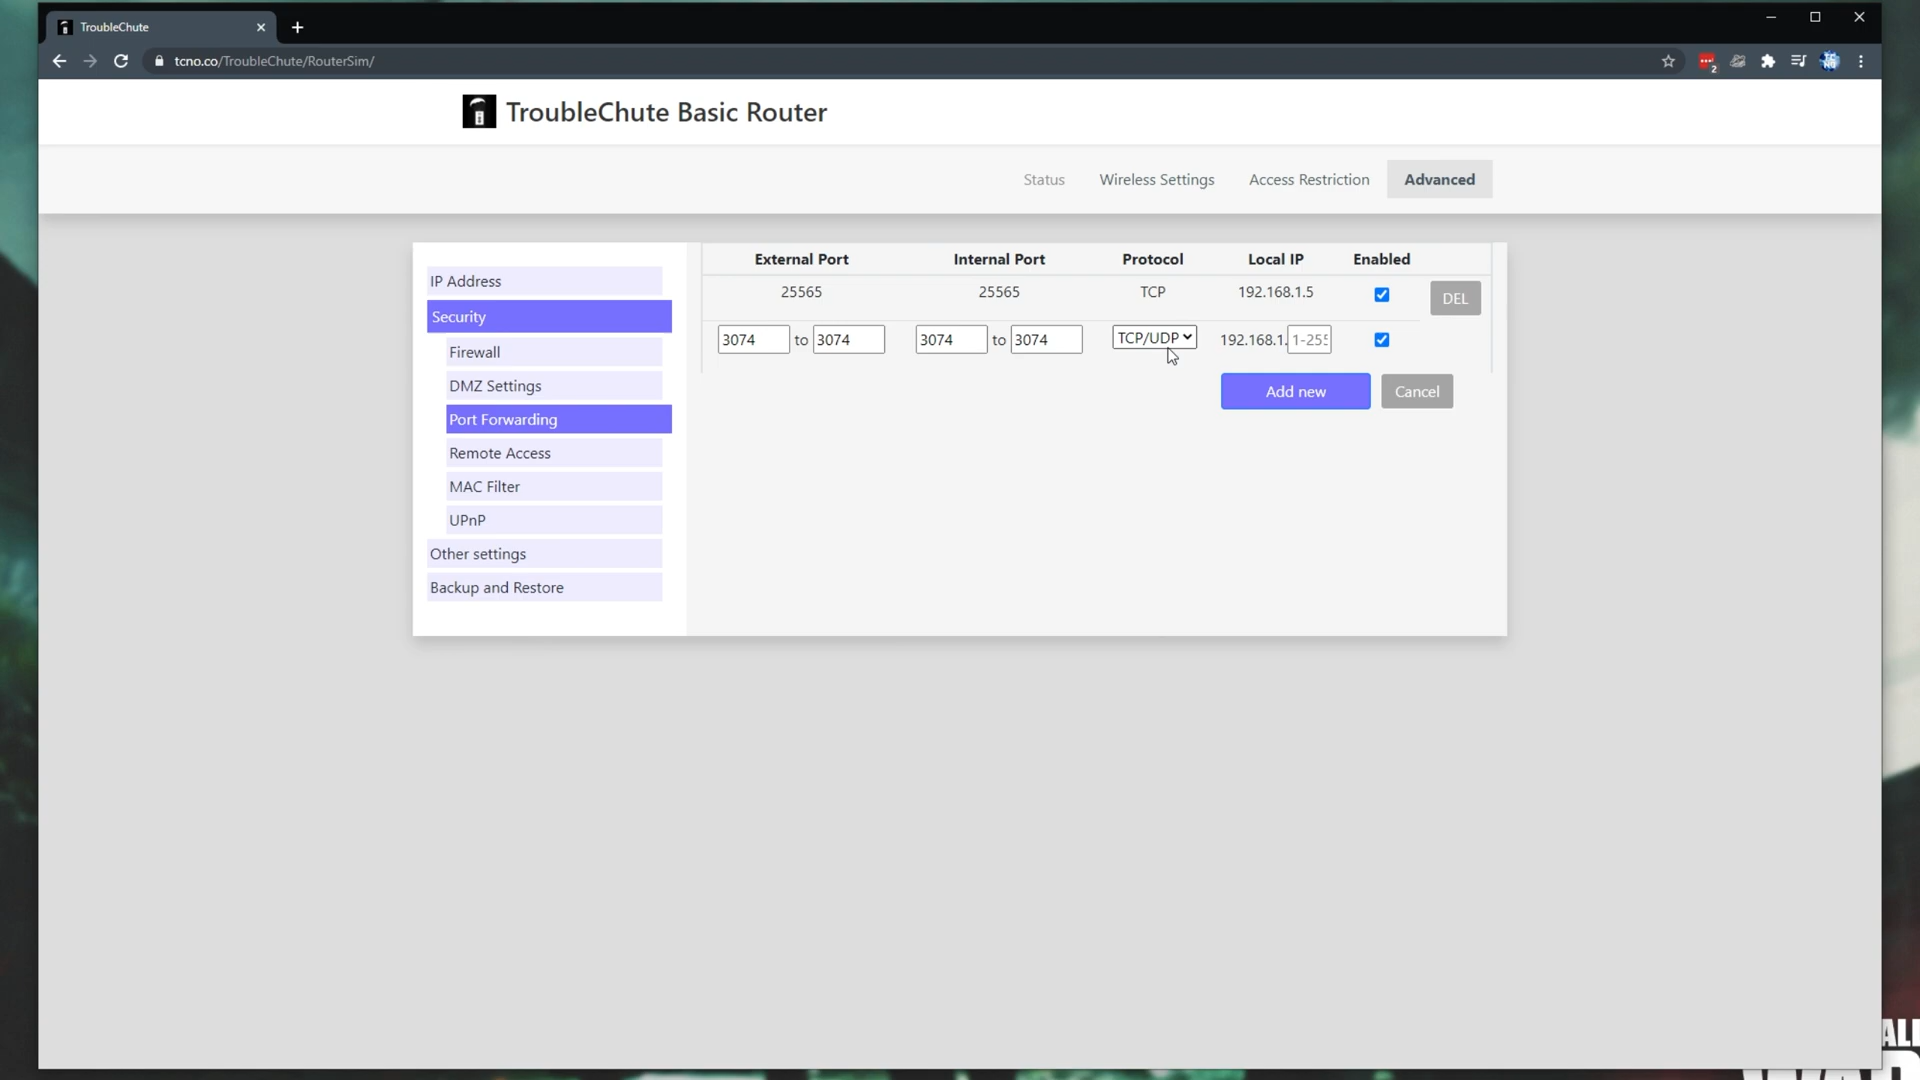 TroubleChute
tcno.co/TroubleChute/RouterSim/
2
TroubleChute Basic Router
Status Wireless Settings Access Restriction Advanced
IP Address
Security
Firewall
DMZ Settings
Port Forwarding
Remote Access
MAC Filter
UPnP
Other settings
Backup and Restore
External Port Internal Port Protocol Local IP Enabled
25565 25565 TCP 192.168.1.5 DEL
3074 to 3074 3074 to 3074 TCP/UDP 192.168.1. 1-255
Add new Cancel